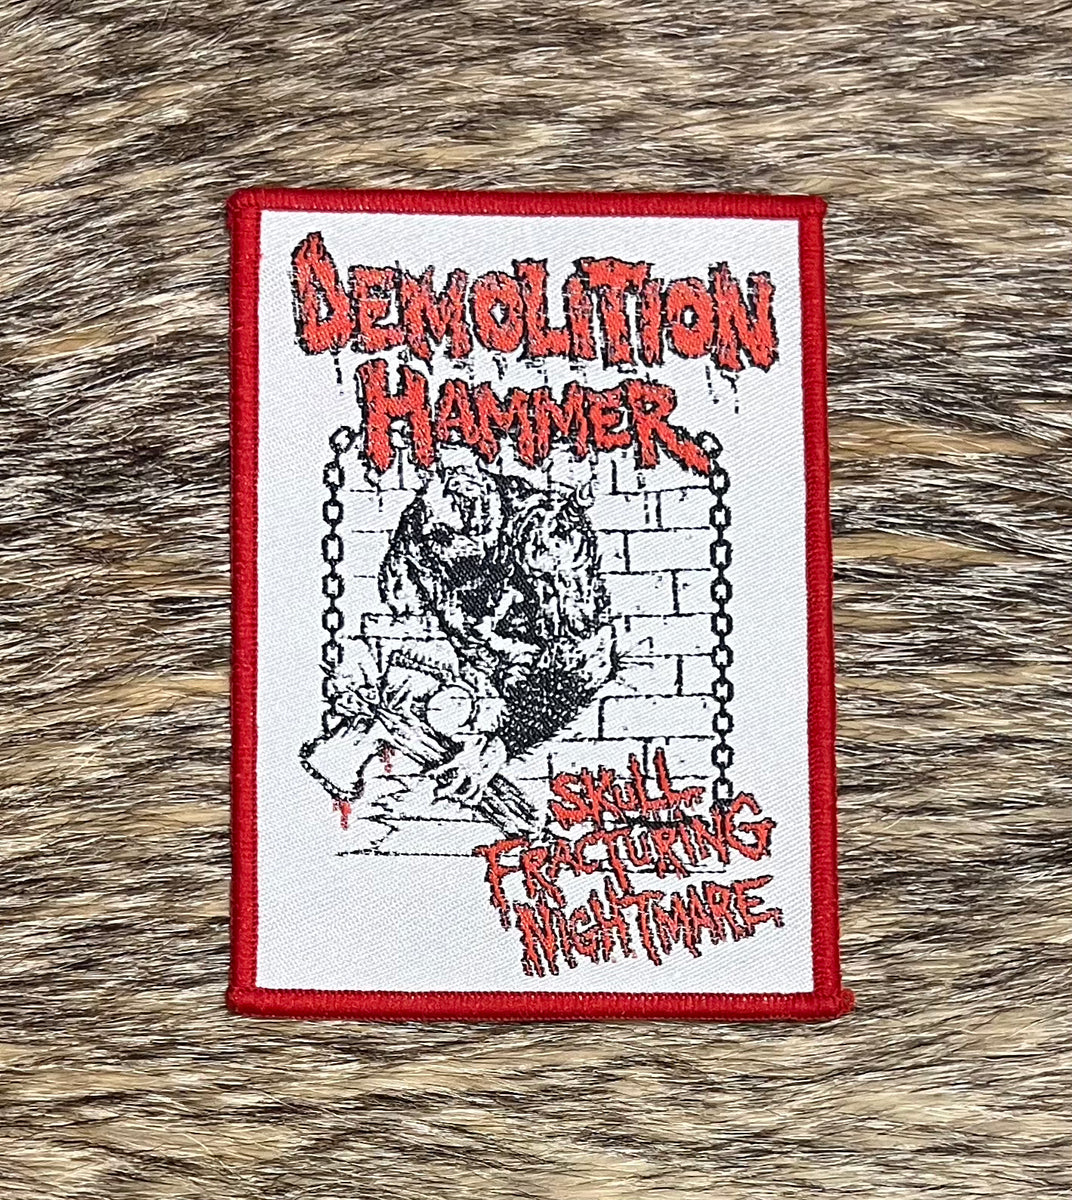 DEMOLITION
HAMMER
SKULL
FRACTURING
NIGHTMARE